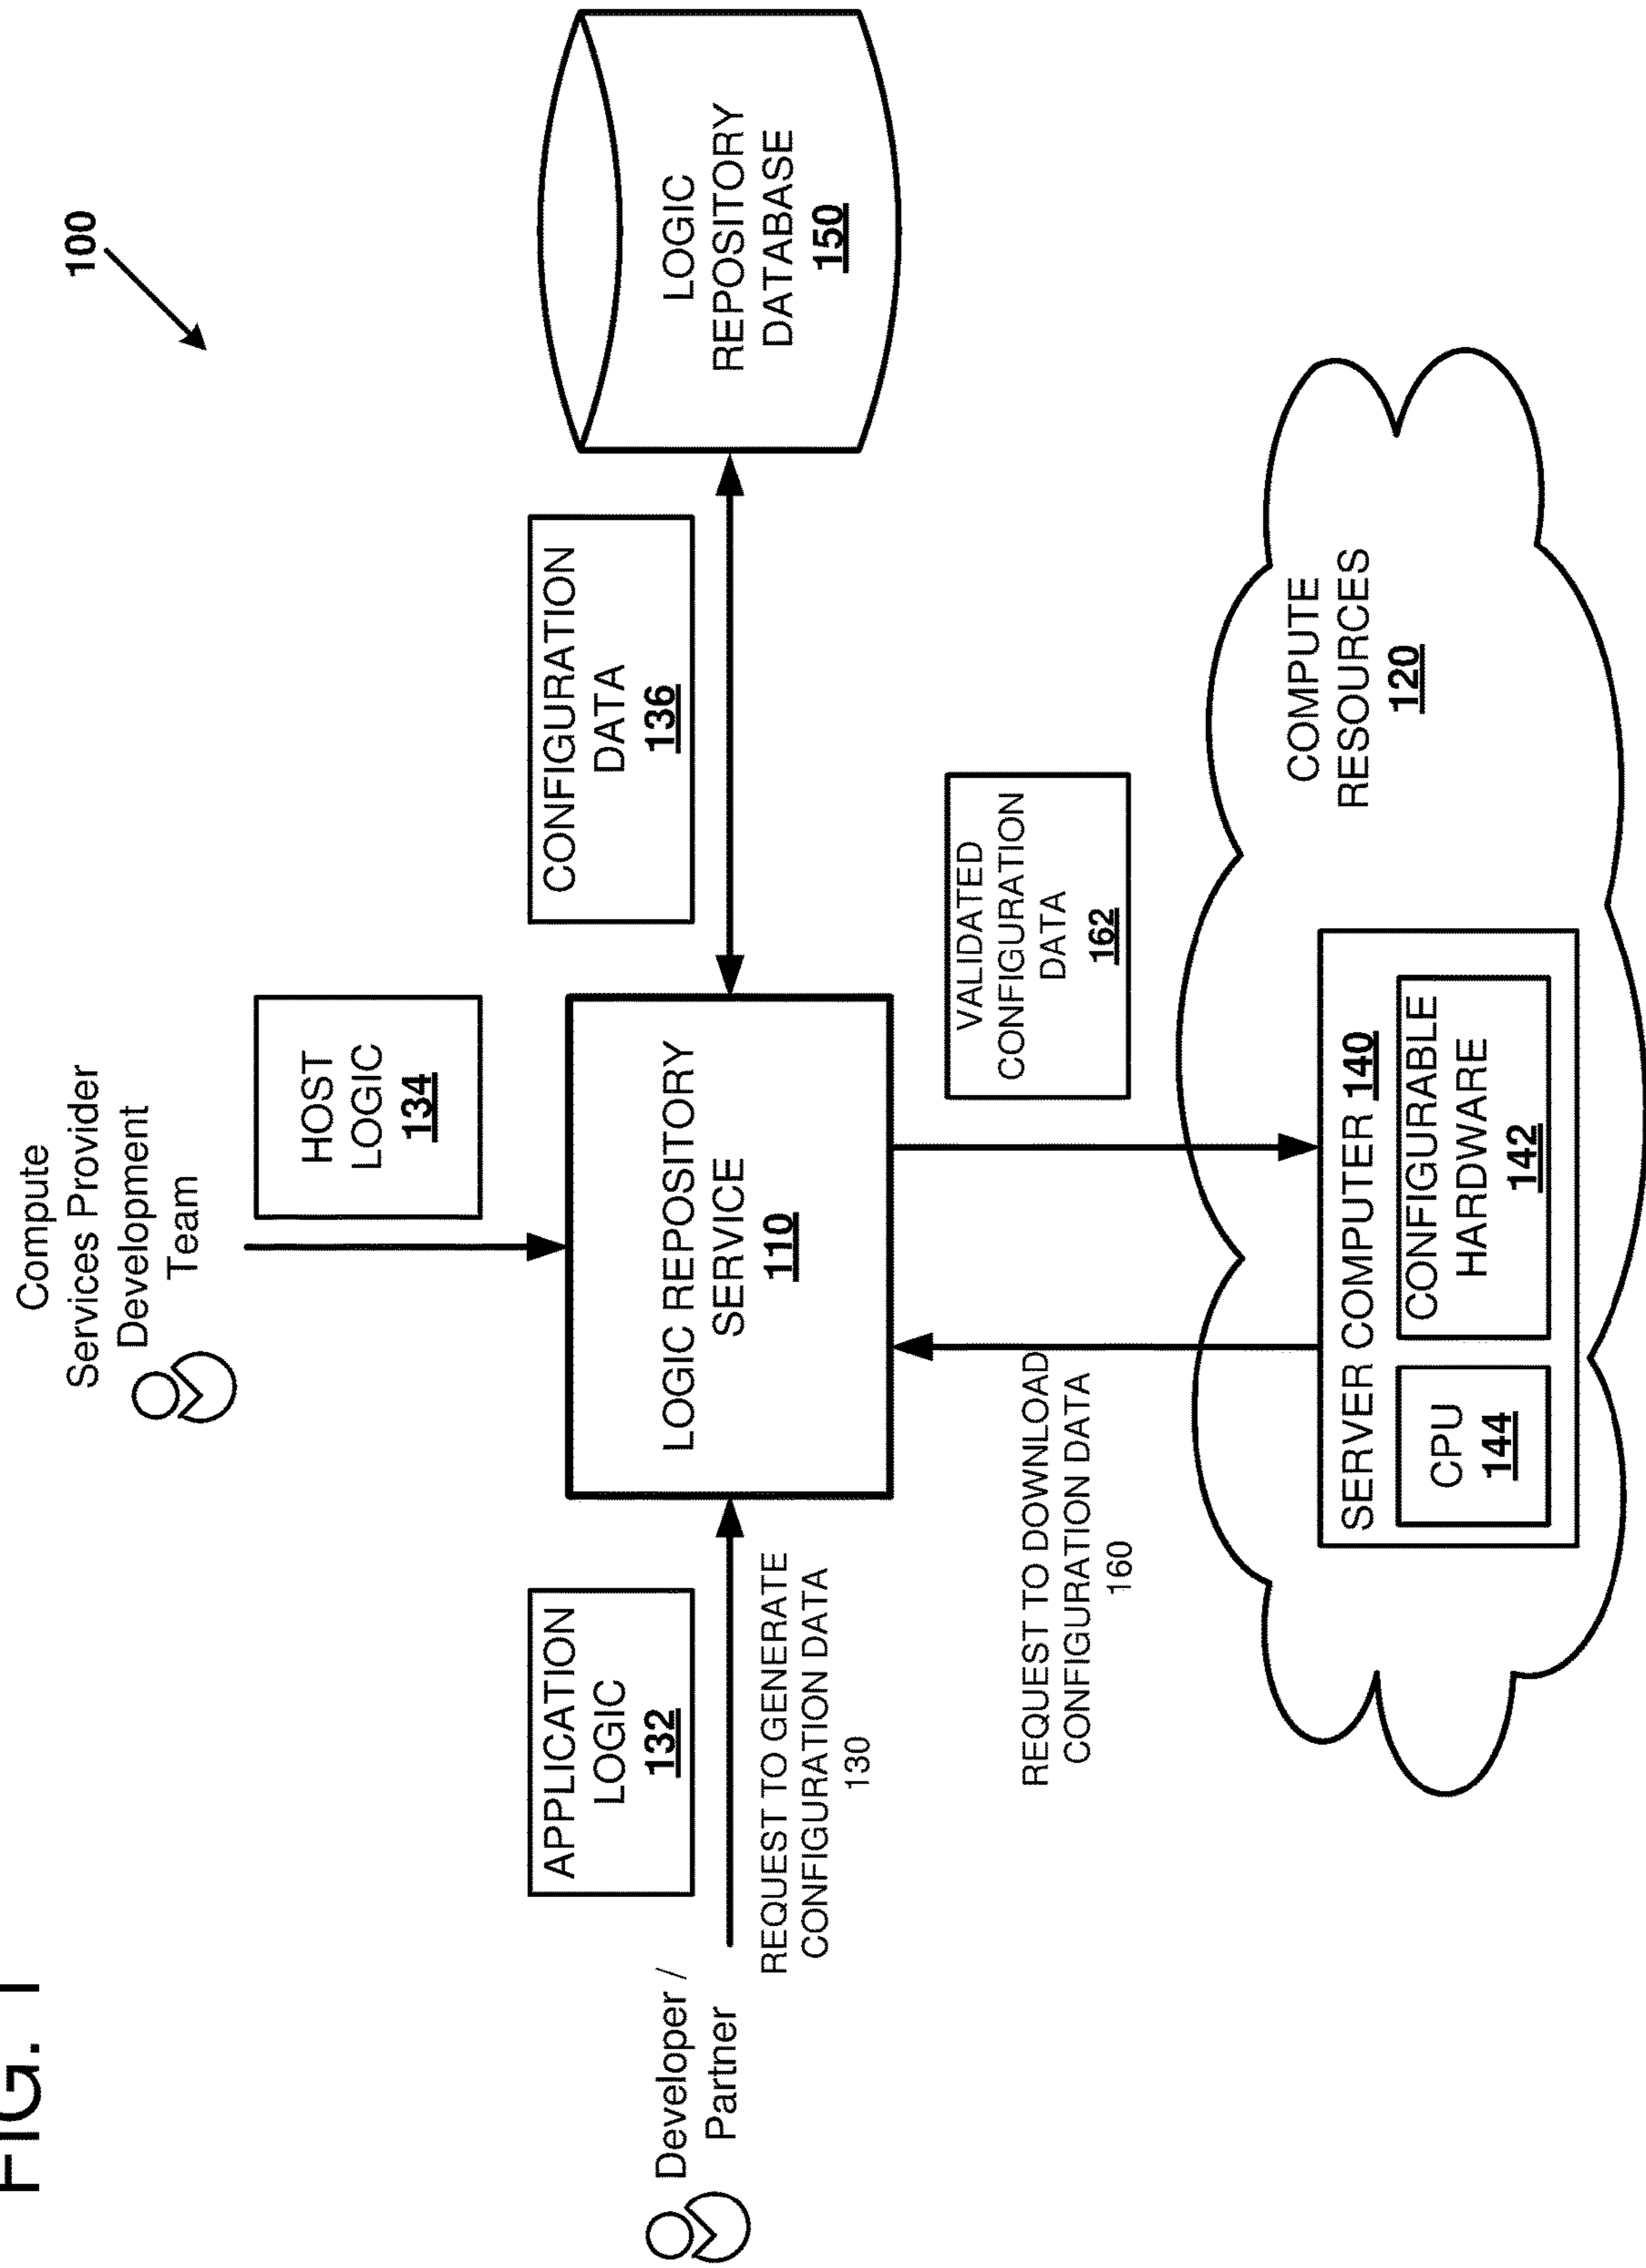 FIG. 1
100
Compute
Services Provider
Development
Team
HOST
LOGIC
134
Developer /
Partner
APPLICATION
LOGIC
132
REQUEST TO GENERATE
CONFIGURATION DATA
130
LOGIC REPOSITORY
SERVICE
110
CONFIGURATION
DATA
136
LOGIC
REPOSITORY
DATABASE
150
REQUEST TO DOWNLOAD
CONFIGURATION DATA
160
VALIDATED
CONFIGURATION
DATA
162
COMPUTE
RESOURCES
120
SERVER COMPUTER 140
CPU
144
CONFIGURABLE
HARDWARE
142